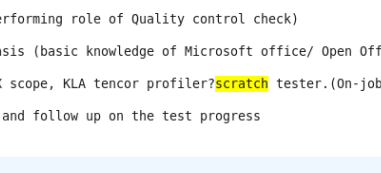 erforming role of Quality control check)
asis (basic knowledge of Microsoft office/ Open Off
X scope, KLA tencor profiler?scratch tester.(On-job
and follow up on the test progress